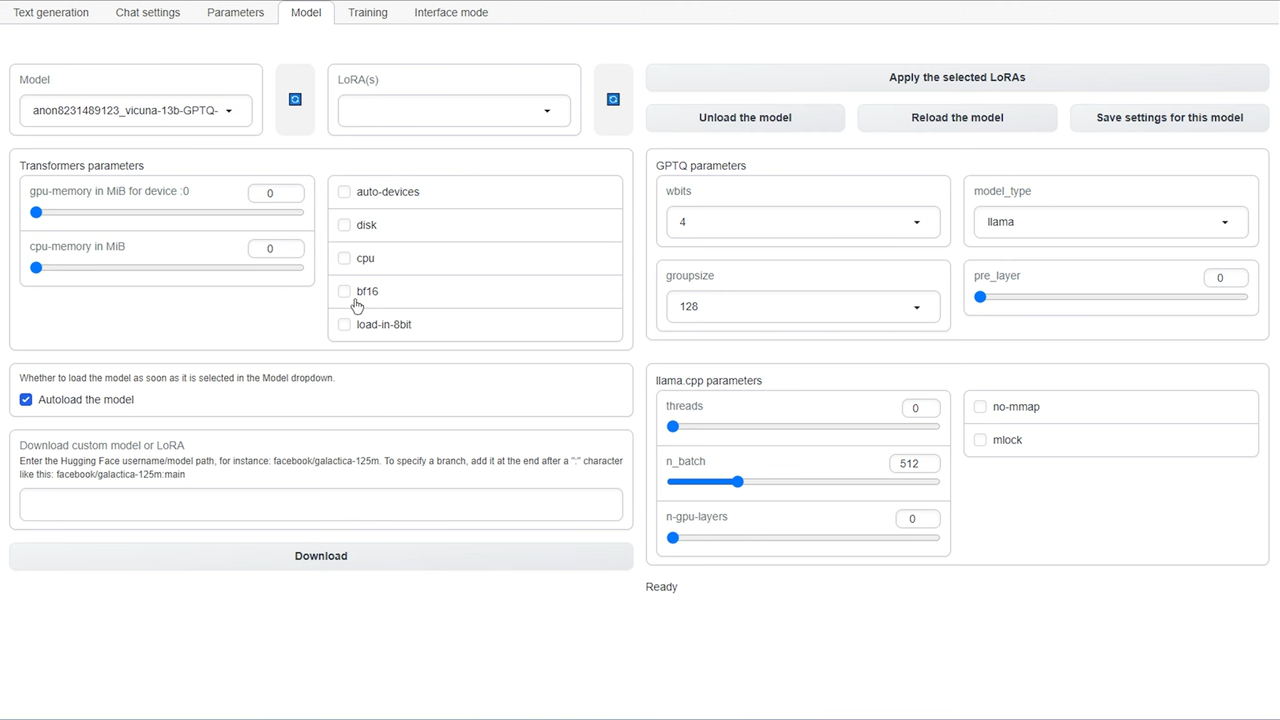 Text generation
Chat settings
Parameters
Model
Training
Interface mode
Model
anon8231489123_vicuna-13b-GPTQ-
LoRA(s)
Apply the selected LoRAs
Unload the model
Reload the model
Save settings for this model
Transformers parameters
gpu-memory in MiB for device :0
0
cpu-memory in MiB
0
auto-devices
disk
cpu
bf16
load-in-8bit
GPTQ parameters
wbits
4
model_type
llama
groupsize
128
pre_layer
0
Whether to load the model as soon as it is selected in the Model dropdown.
Autoload the model
Download custom model or LoRA
Enter the Hugging Face username/model path, for instance: facebook/galactica-125m. To specify a branch, add it at the end after a ":" character
like this: facebook/galactica-125m:main
Download
llama.cpp parameters
threads
0
n_batch
512
n-gpu-layers
0
no-mmap
mlock
Ready